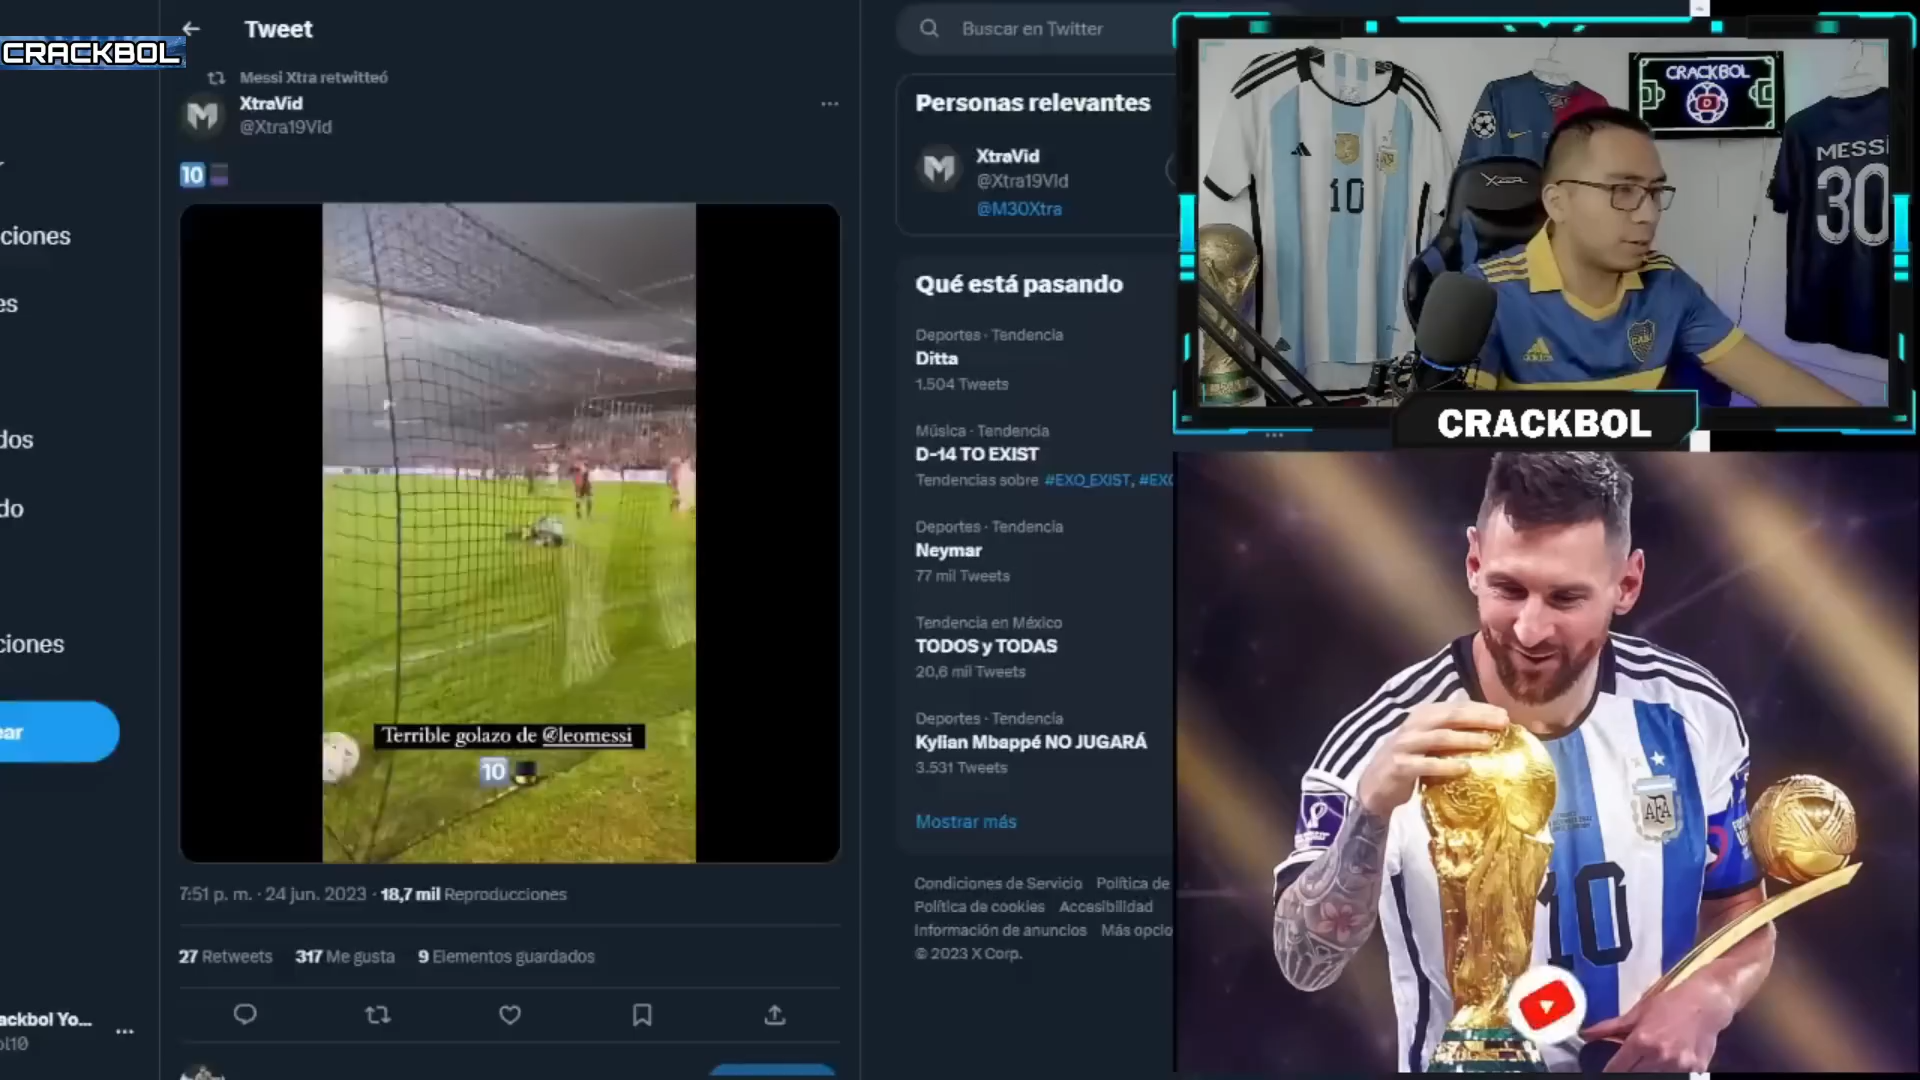 CRACKBOL
Tweet
Messi Xtra retwitteó
XtraVid
@Xtra19Vid
10
Terrible golazo de @leomessi
10
7:51 p. m. · 24 jun. 2023 · 18,7 mil Reproducciones
27 Retweets 317 Me gusta 9 Elementos guardados
ciones
es
dos
do
ciones
ear
ackbol Yo...
ol10
Buscar en Twitter
Personas relevantes
XtraVid
@Xtra19Vid
@M30Xtra
Qué está pasando
Deportes · Tendencia
Ditta
1.504 Tweets
Música · Tendencia
D-14 TO EXIST
Tendencias sobre #EXO_EXIST, #EXO
Deportes · Tendencia
Neymar
77 mil Tweets
Tendencia en México
TODOS y TODAS
20,6 mil Tweets
Deportes · Tendencia
Kylian Mbappé NO JUGARÁ
3.531 Tweets
Mostrar más
Condiciones de Servicio Política de
Política de cookies Accesibilidad
Información de anuncios Más opcio
© 2023 X Corp.
CRACKBOL
10
MESSI
30
adidas
CRACKBOL
AFA
10